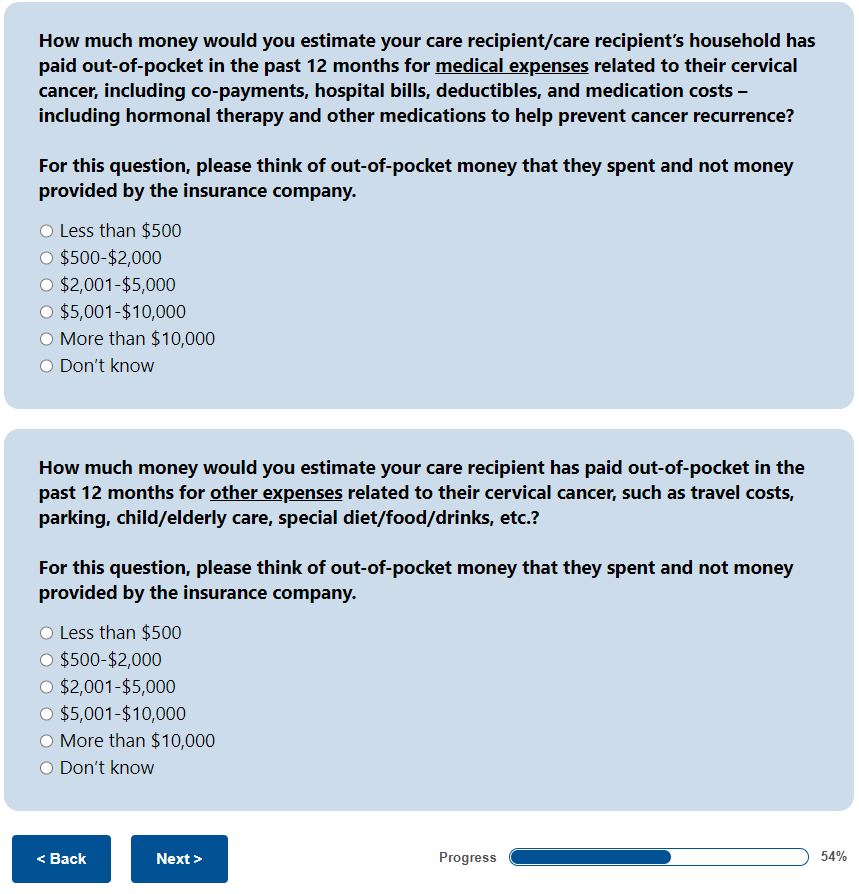 How much money would you estimate your care recipient/care recipient’s household has
paid out-of-pocket in the past 12 months for medical expenses related to their cervical
cancer, including co-payments, hospital bills, deductibles, and medication costs –
including hormonal therapy and other medications to help prevent cancer recurrence?
For this question, please think of out-of-pocket money that they spent and not money
provided by the insurance company.
Less than $500
$500-$2,000
$2,001-$5,000
$5,001-$10,000
More than $10,000
Don’t know
How much money would you estimate your care recipient has paid out-of-pocket in the
past 12 months for other expenses related to their cervical cancer, such as travel costs,
parking, child/elderly care, special diet/food/drinks, etc.?
For this question, please think of out-of-pocket money that they spent and not money
provided by the insurance company.
Less than $500
$500-$2,000
$2,001-$5,000
$5,001-$10,000
More than $10,000
Don’t know
< Back Next > Progress 54%